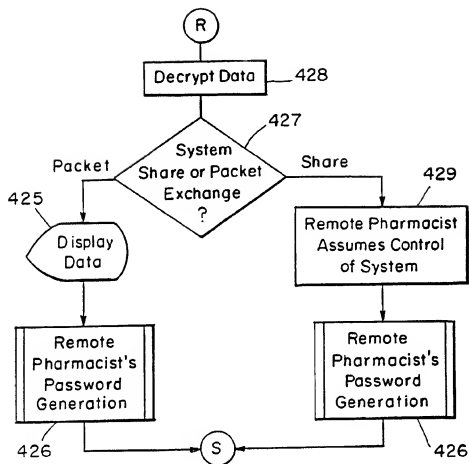 R
Decrypt Data
428
427
System
Share or Packet
Exchange
?
Packet
Share
425
429
Display
Data
Remote Pharmacist
Assumes Control
of System
Remote
Pharmacist's
Password
Generation
Remote
Pharmacist's
Password
Generation
426
S
426